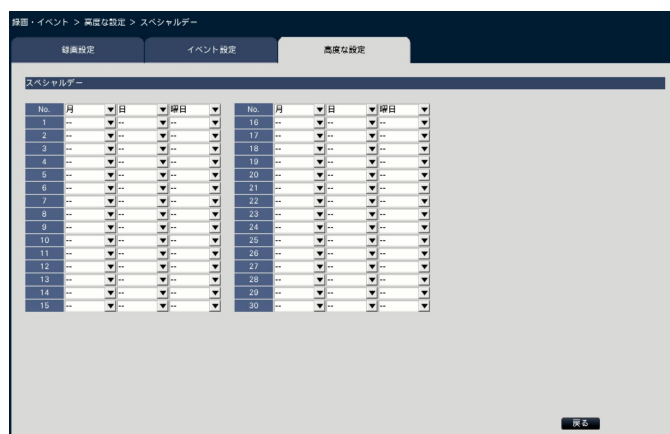 録画・イベント > 高度な設定 > スペシャルデー
録画設定 イベント設定 高度な設定
スペシャルデー
No. 月 日 曜日 No. 月 日 曜日
1 -- -- -- 16 -- -- --
2 -- -- -- 17 -- -- --
3 -- -- -- 18 -- -- --
4 -- -- -- 19 -- -- --
5 -- -- -- 20 -- -- --
6 -- -- -- 21 -- -- --
7 -- -- -- 22 -- -- --
8 -- -- -- 23 -- -- --
9 -- -- -- 24 -- -- --
10 -- -- -- 25 -- -- --
11 -- -- -- 26 -- -- --
12 -- -- -- 27 -- -- --
13 -- -- -- 28 -- -- --
14 -- -- -- 29 -- -- --
15 -- -- -- 30 -- -- --
戻る